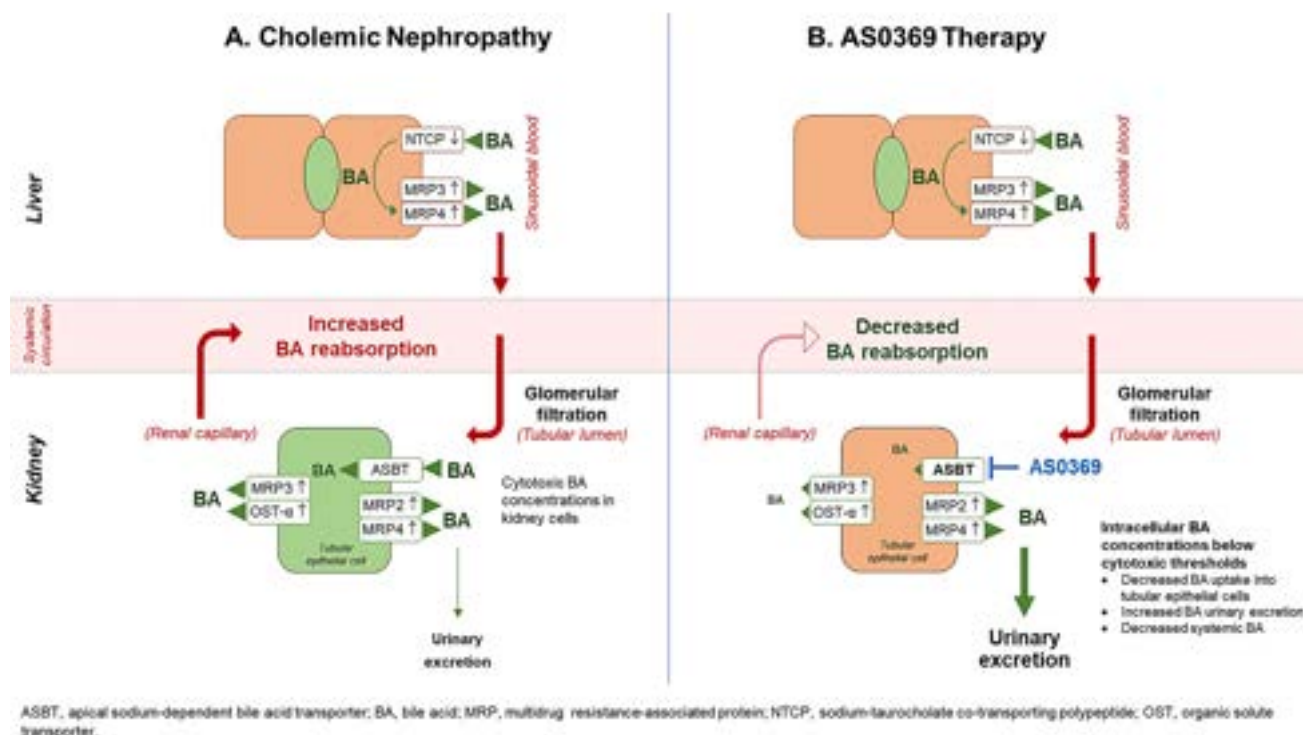 A. Cholemic Nephropathy
B. AS0369 Therapy
Liver
NTCP ↓
BA
BA
MRP3 ↑
MRP4 ↑
BA
Sinusoidal blood
NTCP ↓
BA
BA
MRP3 ↑
MRP4 ↑
BA
Sinusoidal blood
Systemic
circulation
Increased
BA reabsorption
Decreased
BA reabsorption
Kidney
(Renal capillary)
Glomerular
filtration
(Tubular lumen)
BA
ASBT
BA
MRP3 ↑
OST-α ↑
BA
MRP2 ↑
MRP4 ↑
BA
Tubular
epithelial cell
Cytotoxic BA
concentrations in
kidney cells
Urinary
excretion
(Renal capillary)
Glomerular
filtration
(Tubular lumen)
BA
ASBT
AS0369
MRP3 ↑
OST-α ↑
BA
MRP2 ↑
MRP4 ↑
BA
Tubular
epithelial cell
Intracellular BA
concentrations below
cytotoxic thresholds
• Decreased BA uptake into
tubular epithelial cells
• Increased BA urinary excretion
• Decreased systemic BA
Urinary
excretion
ASBT, apical sodium-dependent bile acid transporter; BA, bile acid; MRP, multidrug resistance-associated protein; NTCP, sodium-taurocholate co-transporting polypeptide; OST, organic solute
transporter.